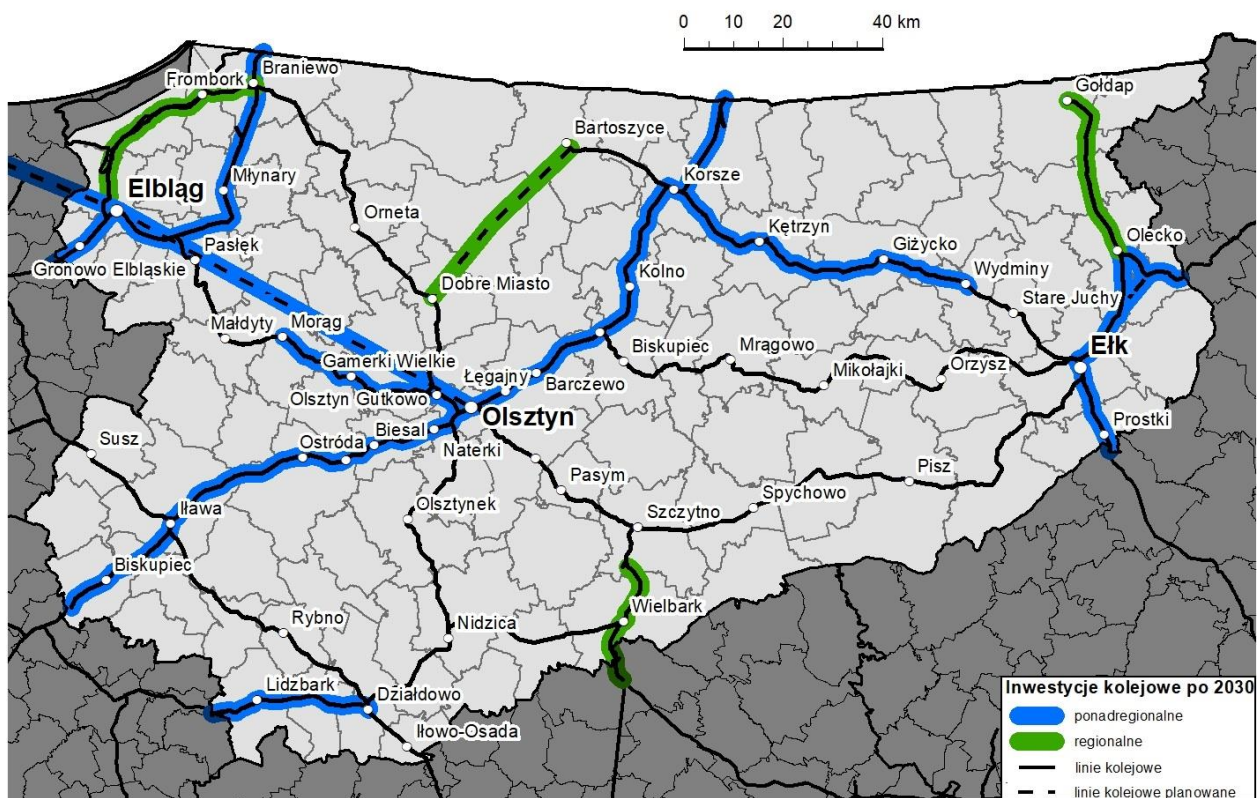 0 10 20 40 km
Braniewo
Frombork
Gołdap
Bartoszyce
Młynary
Korsze
Elbląg
Orneta
Kętrzyn
Giżycko
Olecko
Pasłęk
Gronowo Elbląskie
Kolno
Wydminy
Dobre Miasto
Stare Juchy
Małdyty
Morąg
Ełk
Gamerki Wielkie
Łęgajny
Biskupiec
Mrągowo
Mikołajki
Orzysz
Barczewo
Olsztyn Gutkowo
Olsztyn
Biesal
Prostki
Susz
Ostróda
Naterki
Pasym
Pisz
Spychowo
Olsztynek
Szczytno
Iława
Biskupiec
Wielbark
Rybno
Nidzica
Lidzbark
Działdowo
Iłowo-Osada
Inwestycje kolejowe po 2030
ponadregionalne
regionalne
linie kolejowe
linie kolejowe planowane